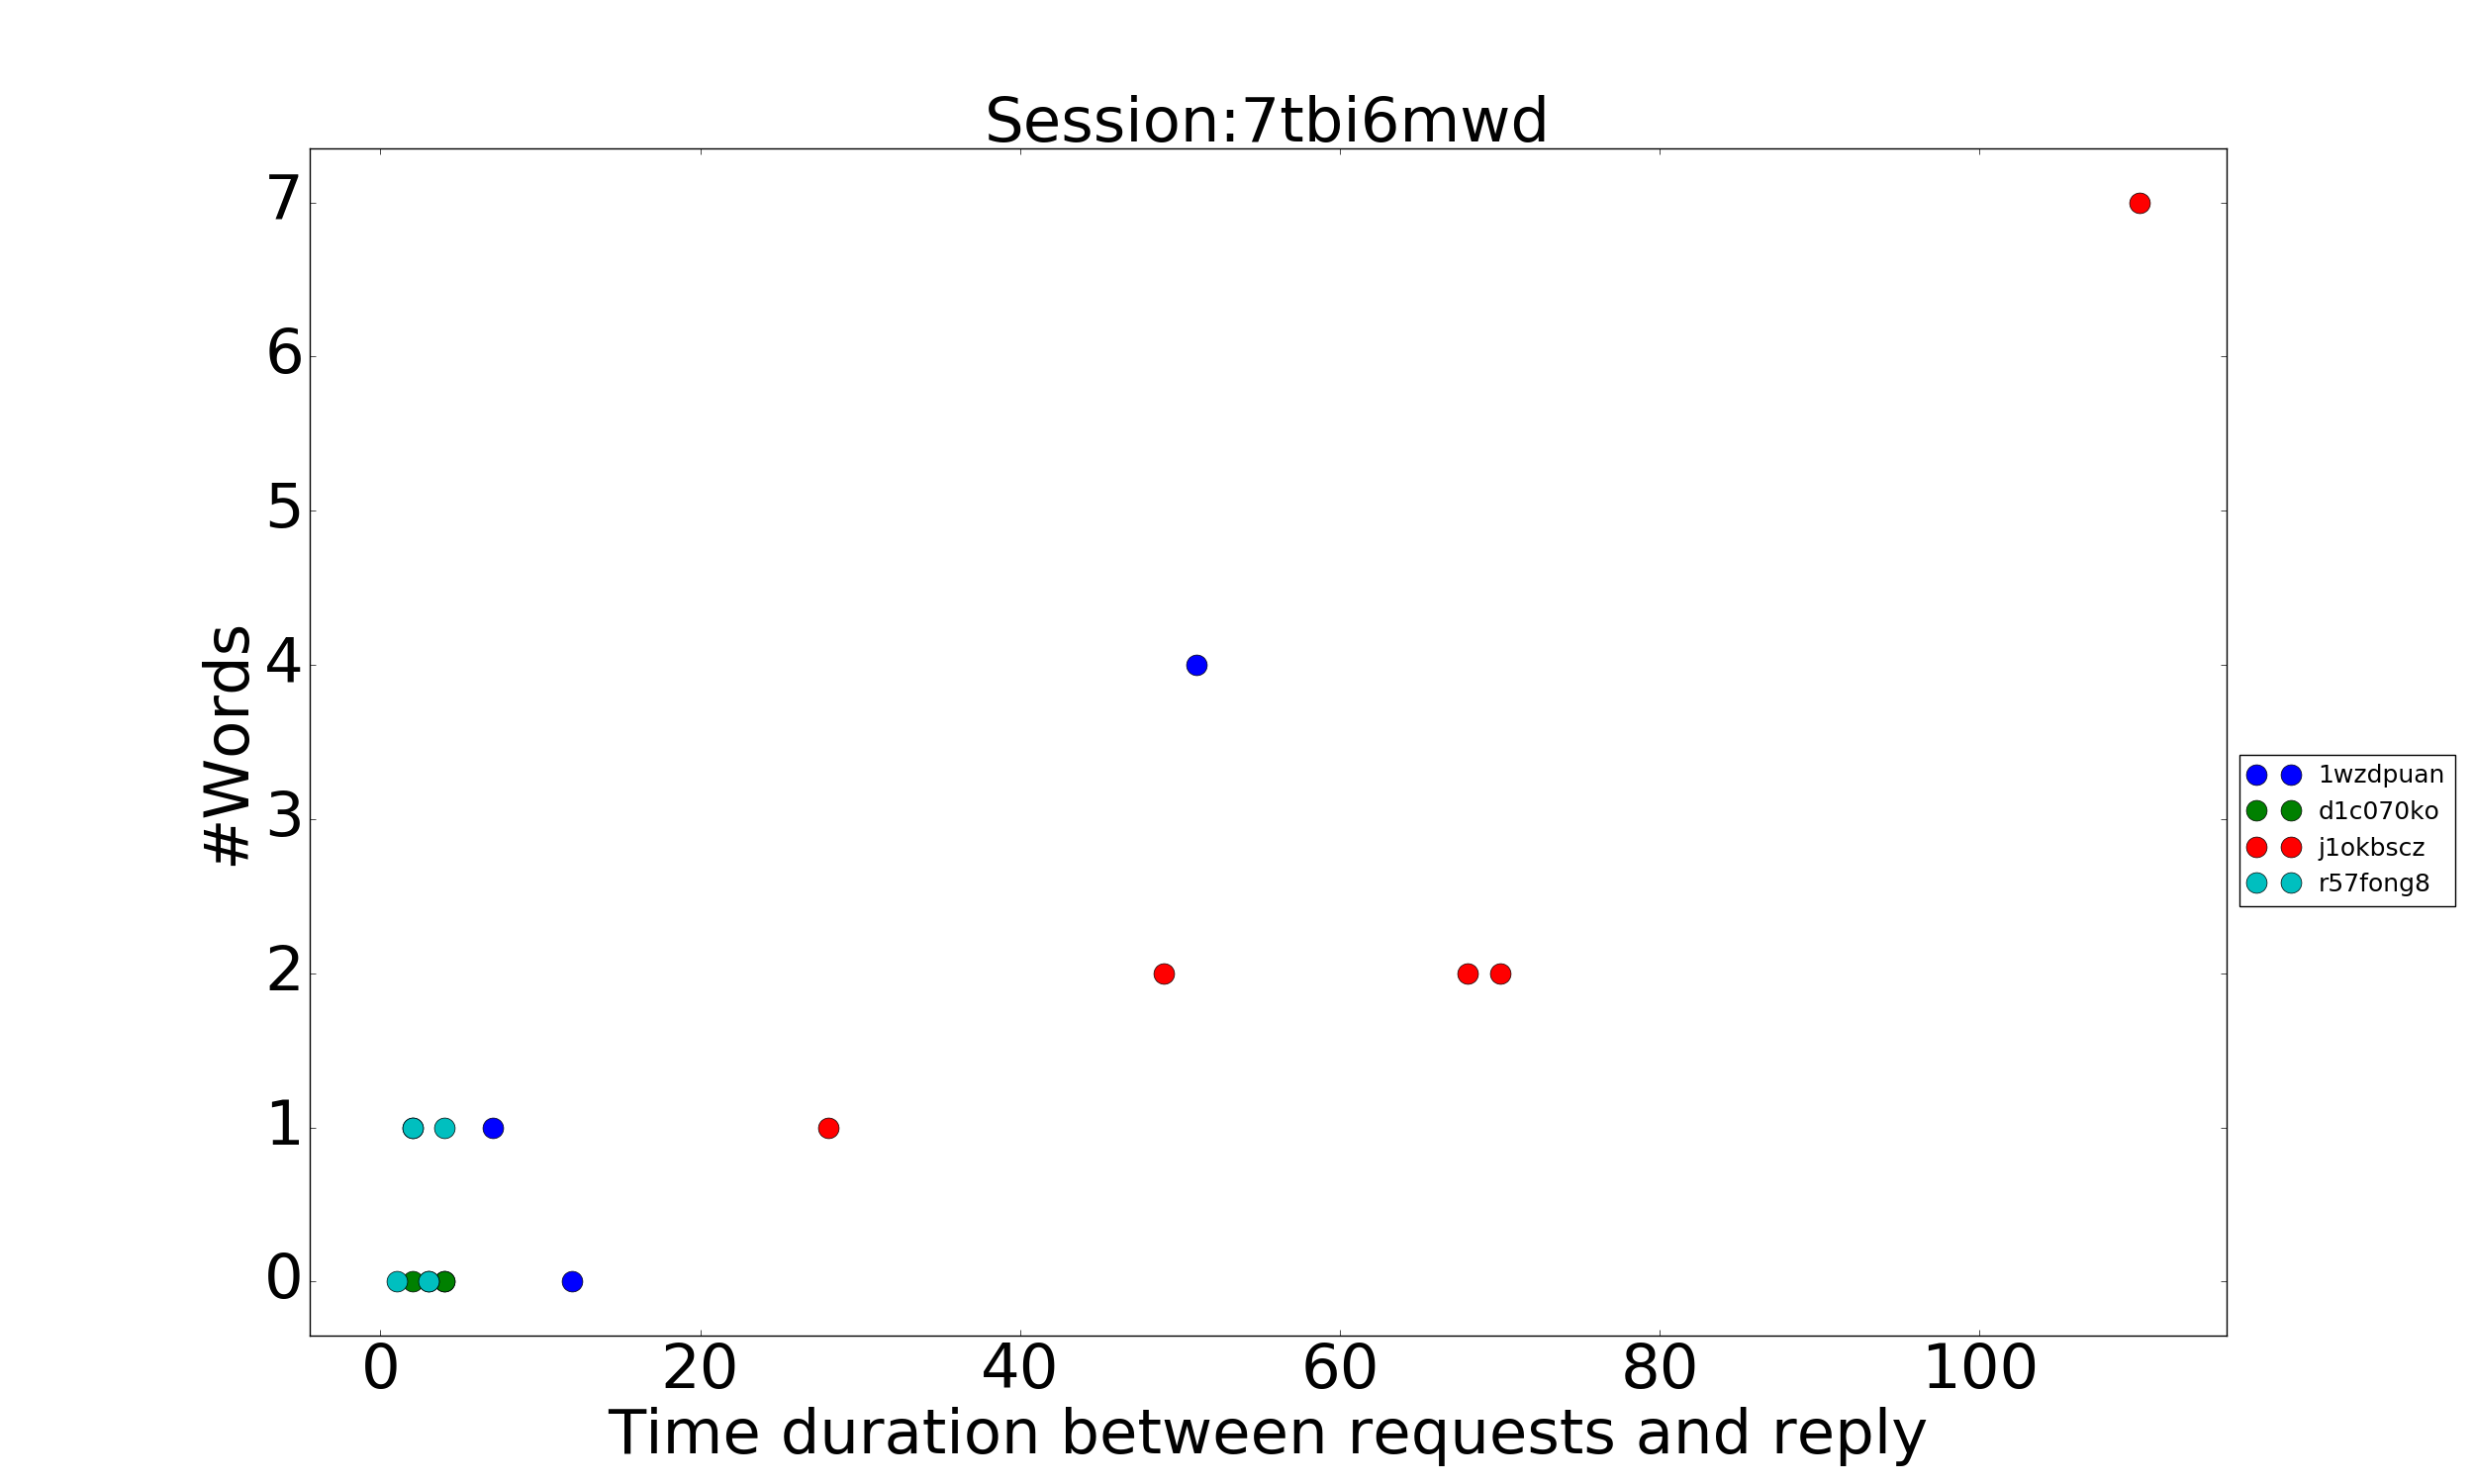 Session:7tbi6mwd
7
6
5
4
3
2
1
0
#Words
0 20 40 60 80 100
Time duration between requests and reply
1wzdpuan
d1c070ko
j1okbscz
r57fong8